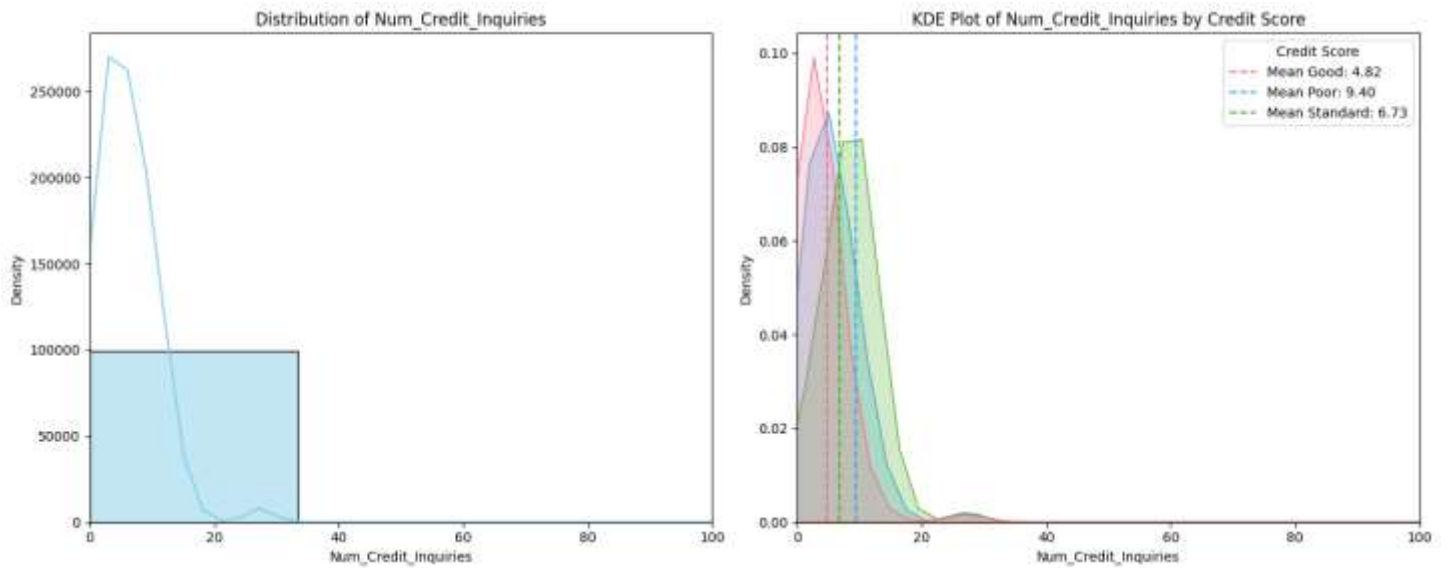 Distribution of Num_Credit_Inquiries
250000
200000
150000
100000
50000
0
Density
0 20 40 60 80 100
Num_Credit_Inquiries
KDE Plot of Num_Credit_Inquiries by Credit Score
0.10
0.08
0.06
0.04
0.02
0.00
Density
0 20 40 60 80 100
Num_Credit_Inquiries
Credit Score
Mean Good: 4.82
Mean Poor: 9.40
Mean Standard: 6.73